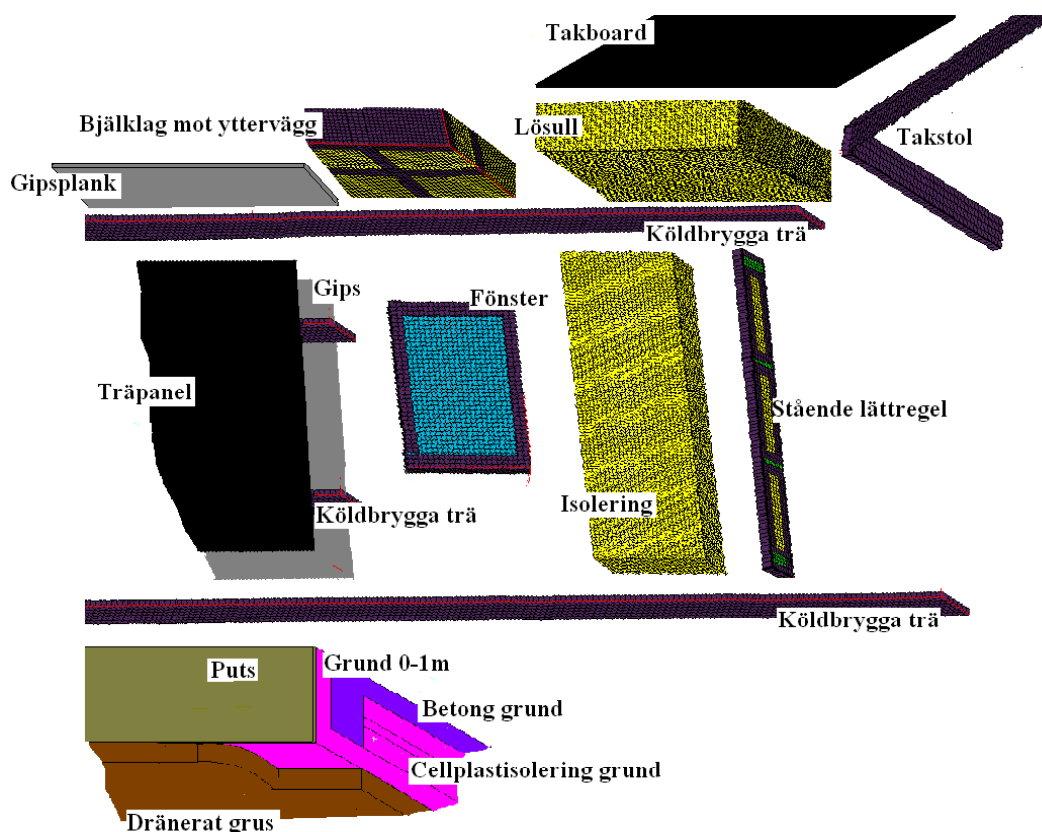 Takboard
Bjälklag mot yttervägg
Lösull
Takstol
Gipsplank
Köldbrygga trä
Gips
Fönster
Träpanel
Stående lättregel
Isolering
Köldbrygga trä
Köldbrygga trä
Puts
Grund 0-1m
Betong grund
Cellplastisolering grund
Dränerat grus